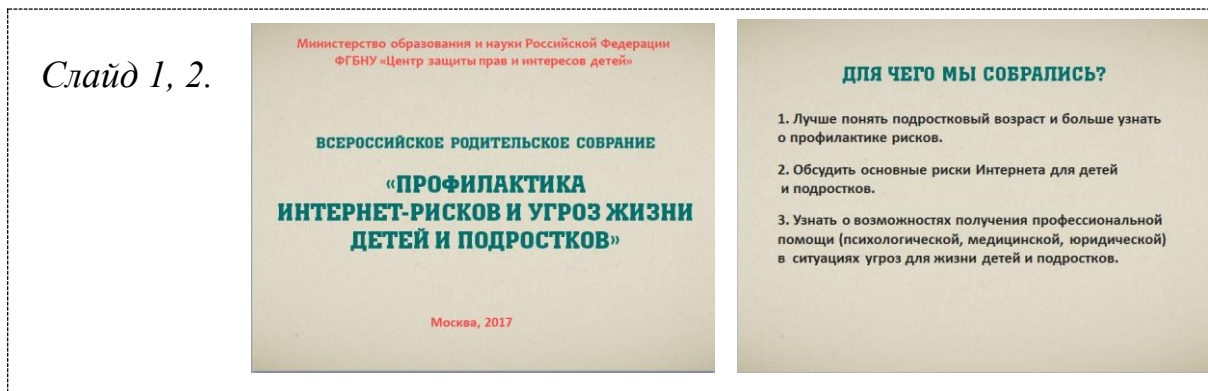 Слайд 1, 2.
Министерство образования и науки Российской Федерации
ФГБНУ «Центр защиты прав и интересов детей»
ВСЕРОССИЙСКОЕ РОДИТЕЛЬСКОЕ СОБРАНИЕ
«ПРОФИЛАКТИКА
ИНТЕРНЕТ-РИСКОВ И УГРОЗ ЖИЗНИ
ДЕТЕЙ И ПОДРОСТКОВ»
Москва, 2017
ДЛЯ ЧЕГО МЫ СОБРАЛИСЬ?
1. Лучше понять подростковый возраст и больше узнать
о профилактике рисков.
2. Обсудить основные риски Интернета для детей
и подростков.
3. Узнать о возможностях получения профессиональной
помощи (психологической, медицинской, юридической)
в ситуациях угроз для жизни детей и подростков.